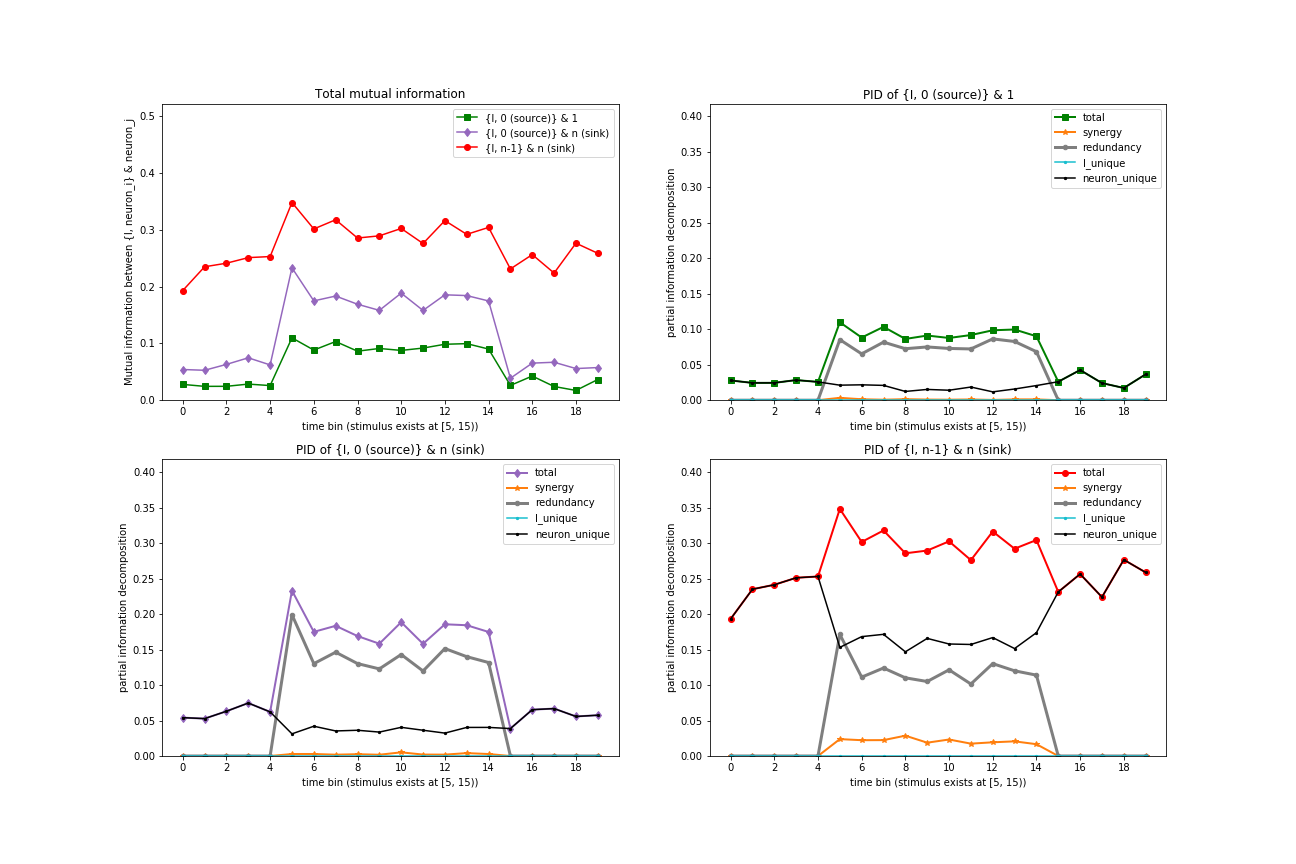 Total mutual information
Mutual information between {I, neuron_i} & neuron_j
0.5
0.4
0.3
0.2
0.1
0.0
{I, 0 (source)} & 1
{I, 0 (source)} & n (sink)
{I, n-1} & n (sink)
0 2 4 6 8 10 12 14 16 18
time bin (stimulus exists at [5, 15))
PID of {I, 0 (source)} & 1
partial information decomposition
0.40
0.35
0.30
0.25
0.20
0.15
0.10
0.05
0.00
total
synergy
redundancy
I_unique
neuron_unique
0 2 4 6 8 10 12 14 16 18
time bin (stimulus exists at [5, 15))
PID of {I, 0 (source)} & n (sink)
partial information decomposition
0.40
0.35
0.30
0.25
0.20
0.15
0.10
0.05
0.00
total
synergy
redundancy
I_unique
neuron_unique
0 2 4 6 8 10 12 14 16 18
time bin (stimulus exists at [5, 15))
PID of {I, n-1} & n (sink)
partial information decomposition
0.40
0.35
0.30
0.25
0.20
0.15
0.10
0.05
0.00
total
synergy
redundancy
I_unique
neuron_unique
0 2 4 6 8 10 12 14 16 18
time bin (stimulus exists at [5, 15))